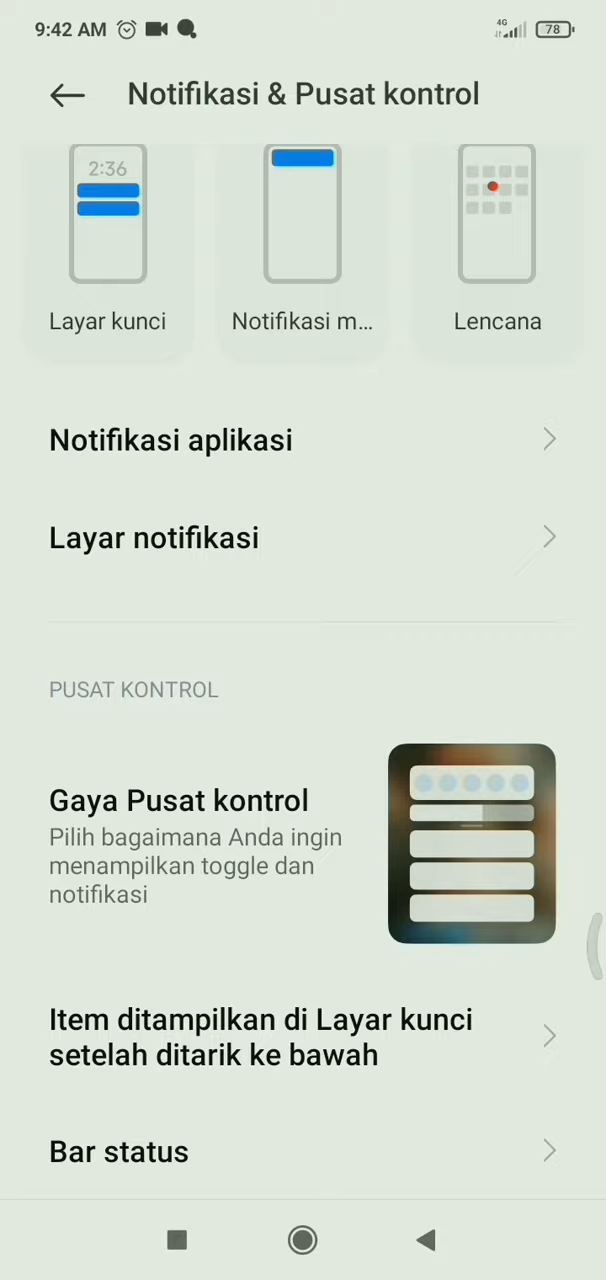 9:42 AM
4G
78
Notifikasi & Pusat kontrol
2:36
Layar kunci
Notifikasi m...
Lencana
Notifikasi aplikasi
Layar notifikasi
PUSAT KONTROL
Gaya Pusat kontrol
Pilih bagaimana Anda ingin
menampilkan toggle dan
notifikasi
Item ditampilkan di Layar kunci
setelah ditarik ke bawah
Bar status